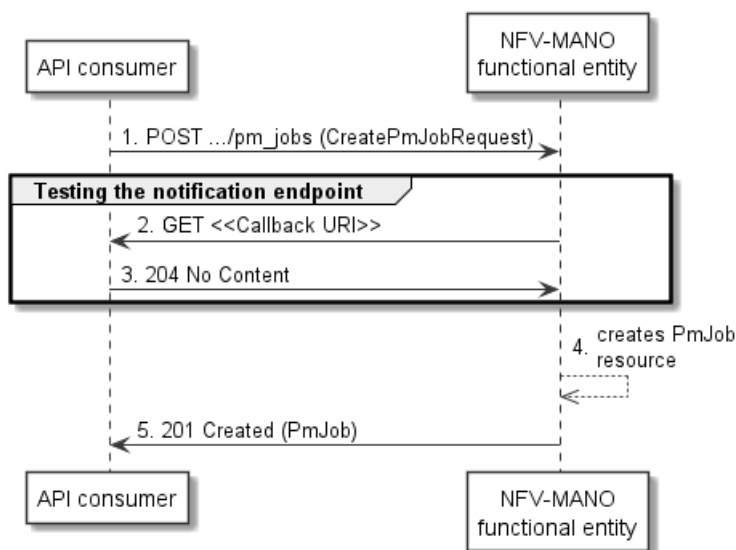 API consumer
NFV-MANO
functional entity
1. POST .../pm_jobs (CreatePmJobRequest)
Testing the notification endpoint
2. GET <<Callback URI>>
3. 204 No Content
4. creates PmJob
resource
5. 201 Created (PmJob)
API consumer
NFV-MANO
functional entity